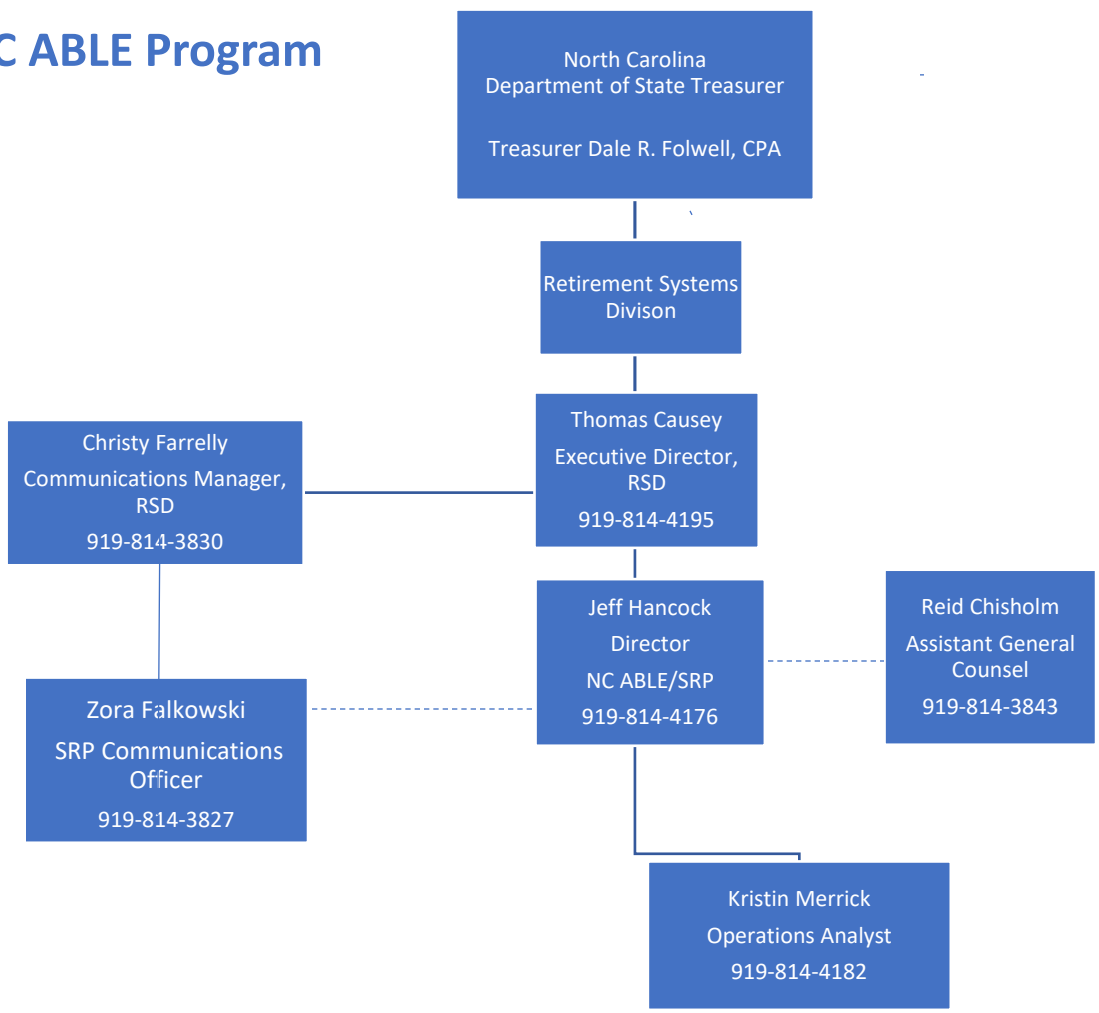 C ABLE Program
North Carolina
Department of State Treasurer
Treasurer Dale R. Folwell, CPA
Retirement Systems
Divison
Thomas Causey
Executive Director,
RSD
919-814-4195
Christy Farrelly
Communications Manager,
RSD
919-814-3830
Jeff Hancock
Director
NC ABLE/SRP
919-814-4176
Reid Chisholm
Assistant General
Counsel
919-814-3843
Zora Falkowski
SRP Communications
Officer
919-814-3827
Kristin Merrick
Operations Analyst
919-814-4182